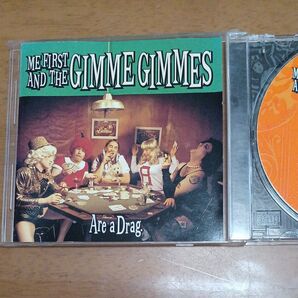 ME FIRST
AND THE
GIMME GIMMES
Are a Drag.
M
A